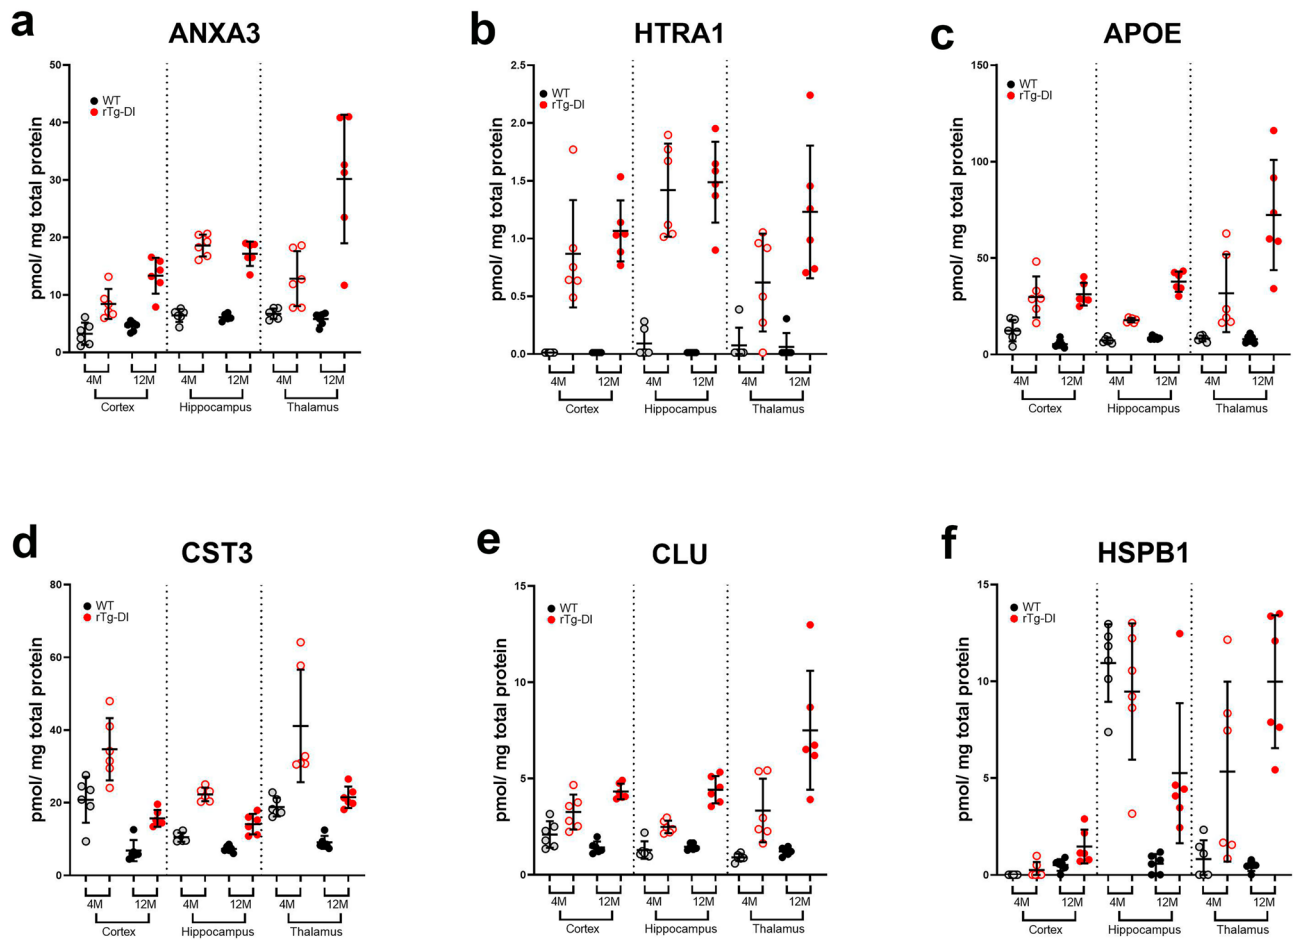 a
ANXA3
50
40
30
20
10
0
pmol/ mg total protein
WT
rTg-DI
4M 12M 4M 12M 4M 12M
Cortex Hippocampus Thalamus
b
HTRA1
2.5
2.0
1.5
1.0
0.5
0.0
pmol/ mg total protein
WT
rTg-DI
4M 12M 4M 12M 4M 12M
Cortex Hippocampus Thalamus
c
APOE
150
100
50
0
pmol/ mg total protein
WT
rTg-DI
4M 12M 4M 12M 4M 12M
Cortex Hippocampus Thalamus
d
CST3
80
60
40
20
0
pmol/ mg total protein
WT
rTg-DI
4M 12M 4M 12M 4M 12M
Cortex Hippocampus Thalamus
e
CLU
15
10
5
0
pmol/ mg total protein
WT
rTg-DI
4M 12M 4M 12M 4M 12M
Cortex Hippocampus Thalamus
f
HSPB1
15
10
5
0
pmol/ mg total protein
WT
rTg-DI
4M 12M 4M 12M 4M 12M
Cortex Hippocampus Thalamus